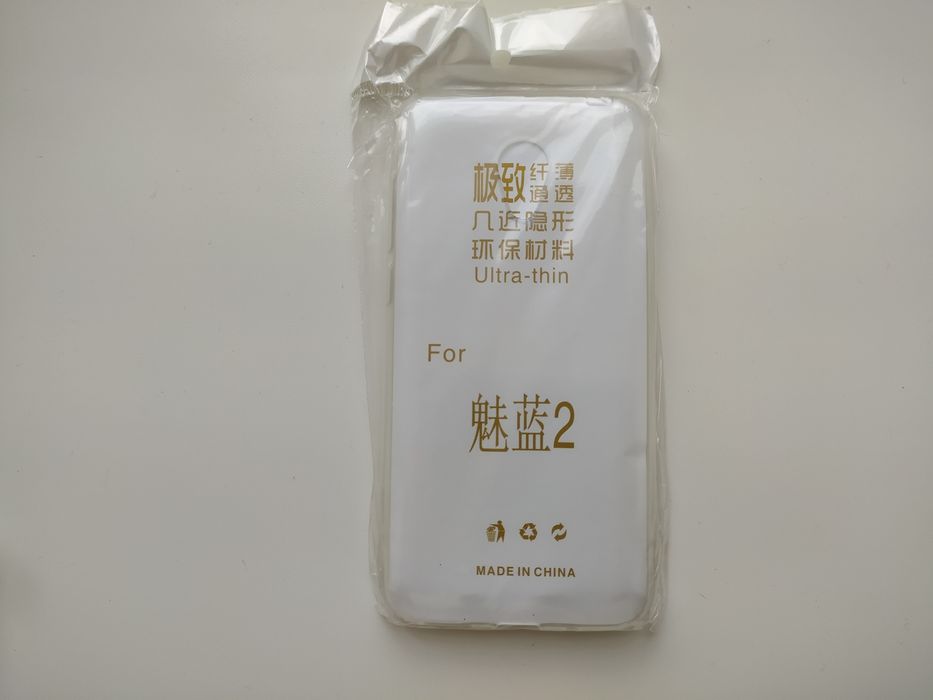 极致纤薄通透
几近隐形
环保材料
Ultra-thin
For
魅蓝2
MADE IN CHINA